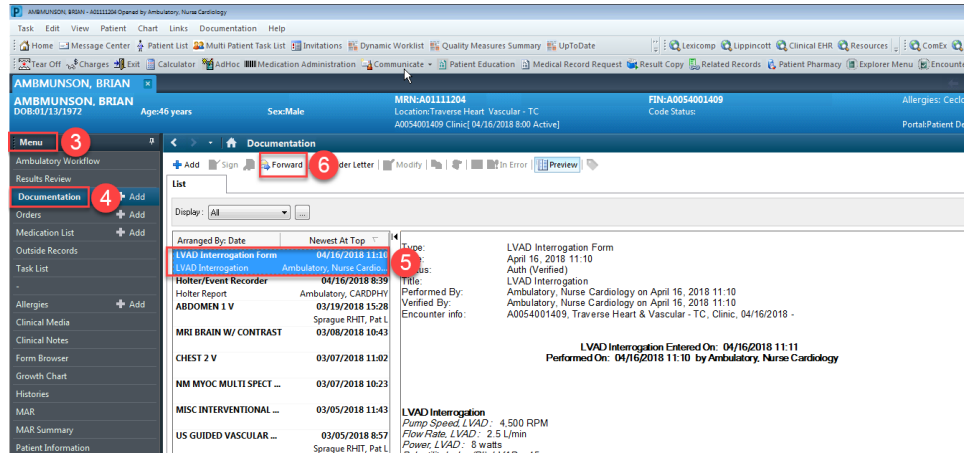 AMBMUNSON, BRIAN - A01111204 Opened by Ambulatory, Nurse Cardiology
Task Edit View Patient Chart Links Documentation Help
Home Message Center Patient List Multi Patient Task List Invitations Dynamic Worklist Quality Measures Summary UpToDate Lexicomp Lippincott Clinical EHR Resources ComEx
Tear Off Charges Exit Calculator AdHoc Medication Administration Communicate Patient Education Medical Record Request Result Copy Related Records Patient Pharmacy Explorer Menu Encounte
AMBMUNSON, BRIAN
AMBMUNSON, BRIAN MRN:A01111204 FIN:A0054001409 Allergies: Ceclo
DOB:01/13/1972 Age:46 years Sex:Male Location:Traverse Heart Vascular - TC Code Status:
A0054001409 Clinic[ 04/16/2018 8:00 Active] Portal:Patient De
Menu 3 Documentation
Ambulatory Workflow
Add Sign Forward 6 der Letter Modify In Error Preview
Results Review
List
Documentation 4 Add
Orders Add
Display: All ...
Medication List Add
Outside Records
Task List
-
Allergies Add
Clinical Media
Clinical Notes
Form Browser
Growth Chart
Histories
MAR
MAR Summary
Patient Information
Arranged By: Date Newest At Top
LVAD Interrogation Form 04/16/2018 11:10
LVAD Interrogation Ambulatory, Nurse Cardio...
5
Holter/Event Recorder 04/16/2018 8:39
Holter Report Ambulatory, CARDPHY
ABDOMEN 1 V 03/19/2018 15:28
Sprague RHIT, Pat L
MRI BRAIN W/ CONTRAST 03/08/2018 10:43
CHEST 2 V 03/07/2018 11:02
NM MYOC MULTI SPECT ... 03/07/2018 10:23
MISC INTERVENTIONAL ... 03/05/2018 11:43
US GUIDED VASCULAR ... 03/05/2018 8:57
Sprague RHIT, Pat L
Type: LVAD Interrogation Form
April 16, 2018 11:10
us: Auth (Verified)
Title: LVAD Interrogation
Performed By: Ambulatory, Nurse Cardiology on April 16, 2018 11:10
Verified By: Ambulatory, Nurse Cardiology on April 16, 2018 11:10
Encounter info: A0054001409, Traverse Heart & Vascular - TC, Clinic, 04/16/2018 -
LVAD Interrogation Entered On: 04/16/2018 11:11
Performed On: 04/16/2018 11:10 by Ambulatory, Nurse Cardiology
LVAD Interrogation
Pump Speed, LVAD : 4,500 RPM
Flow Rate, LVAD : 2.5 L/min
Power, LVAD : 8 watts